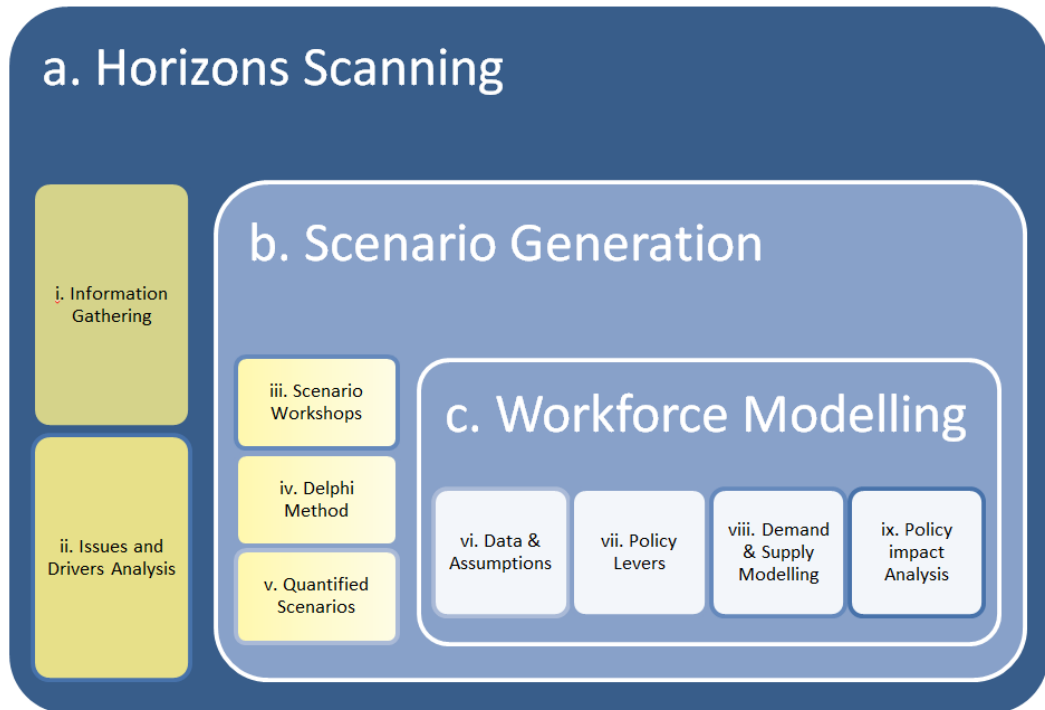 a. Horizons Scanning
i. Information
Gathering
ii. Issues and
Drivers Analysis
b. Scenario Generation
iii. Scenario
Workshops
iv. Delphi
Method
v. Quantified
Scenarios
c. Workforce Modelling
vi. Data &
Assumptions
vii. Policy
Levers
viii. Demand
& Supply
Modelling
ix. Policy
impact
Analysis